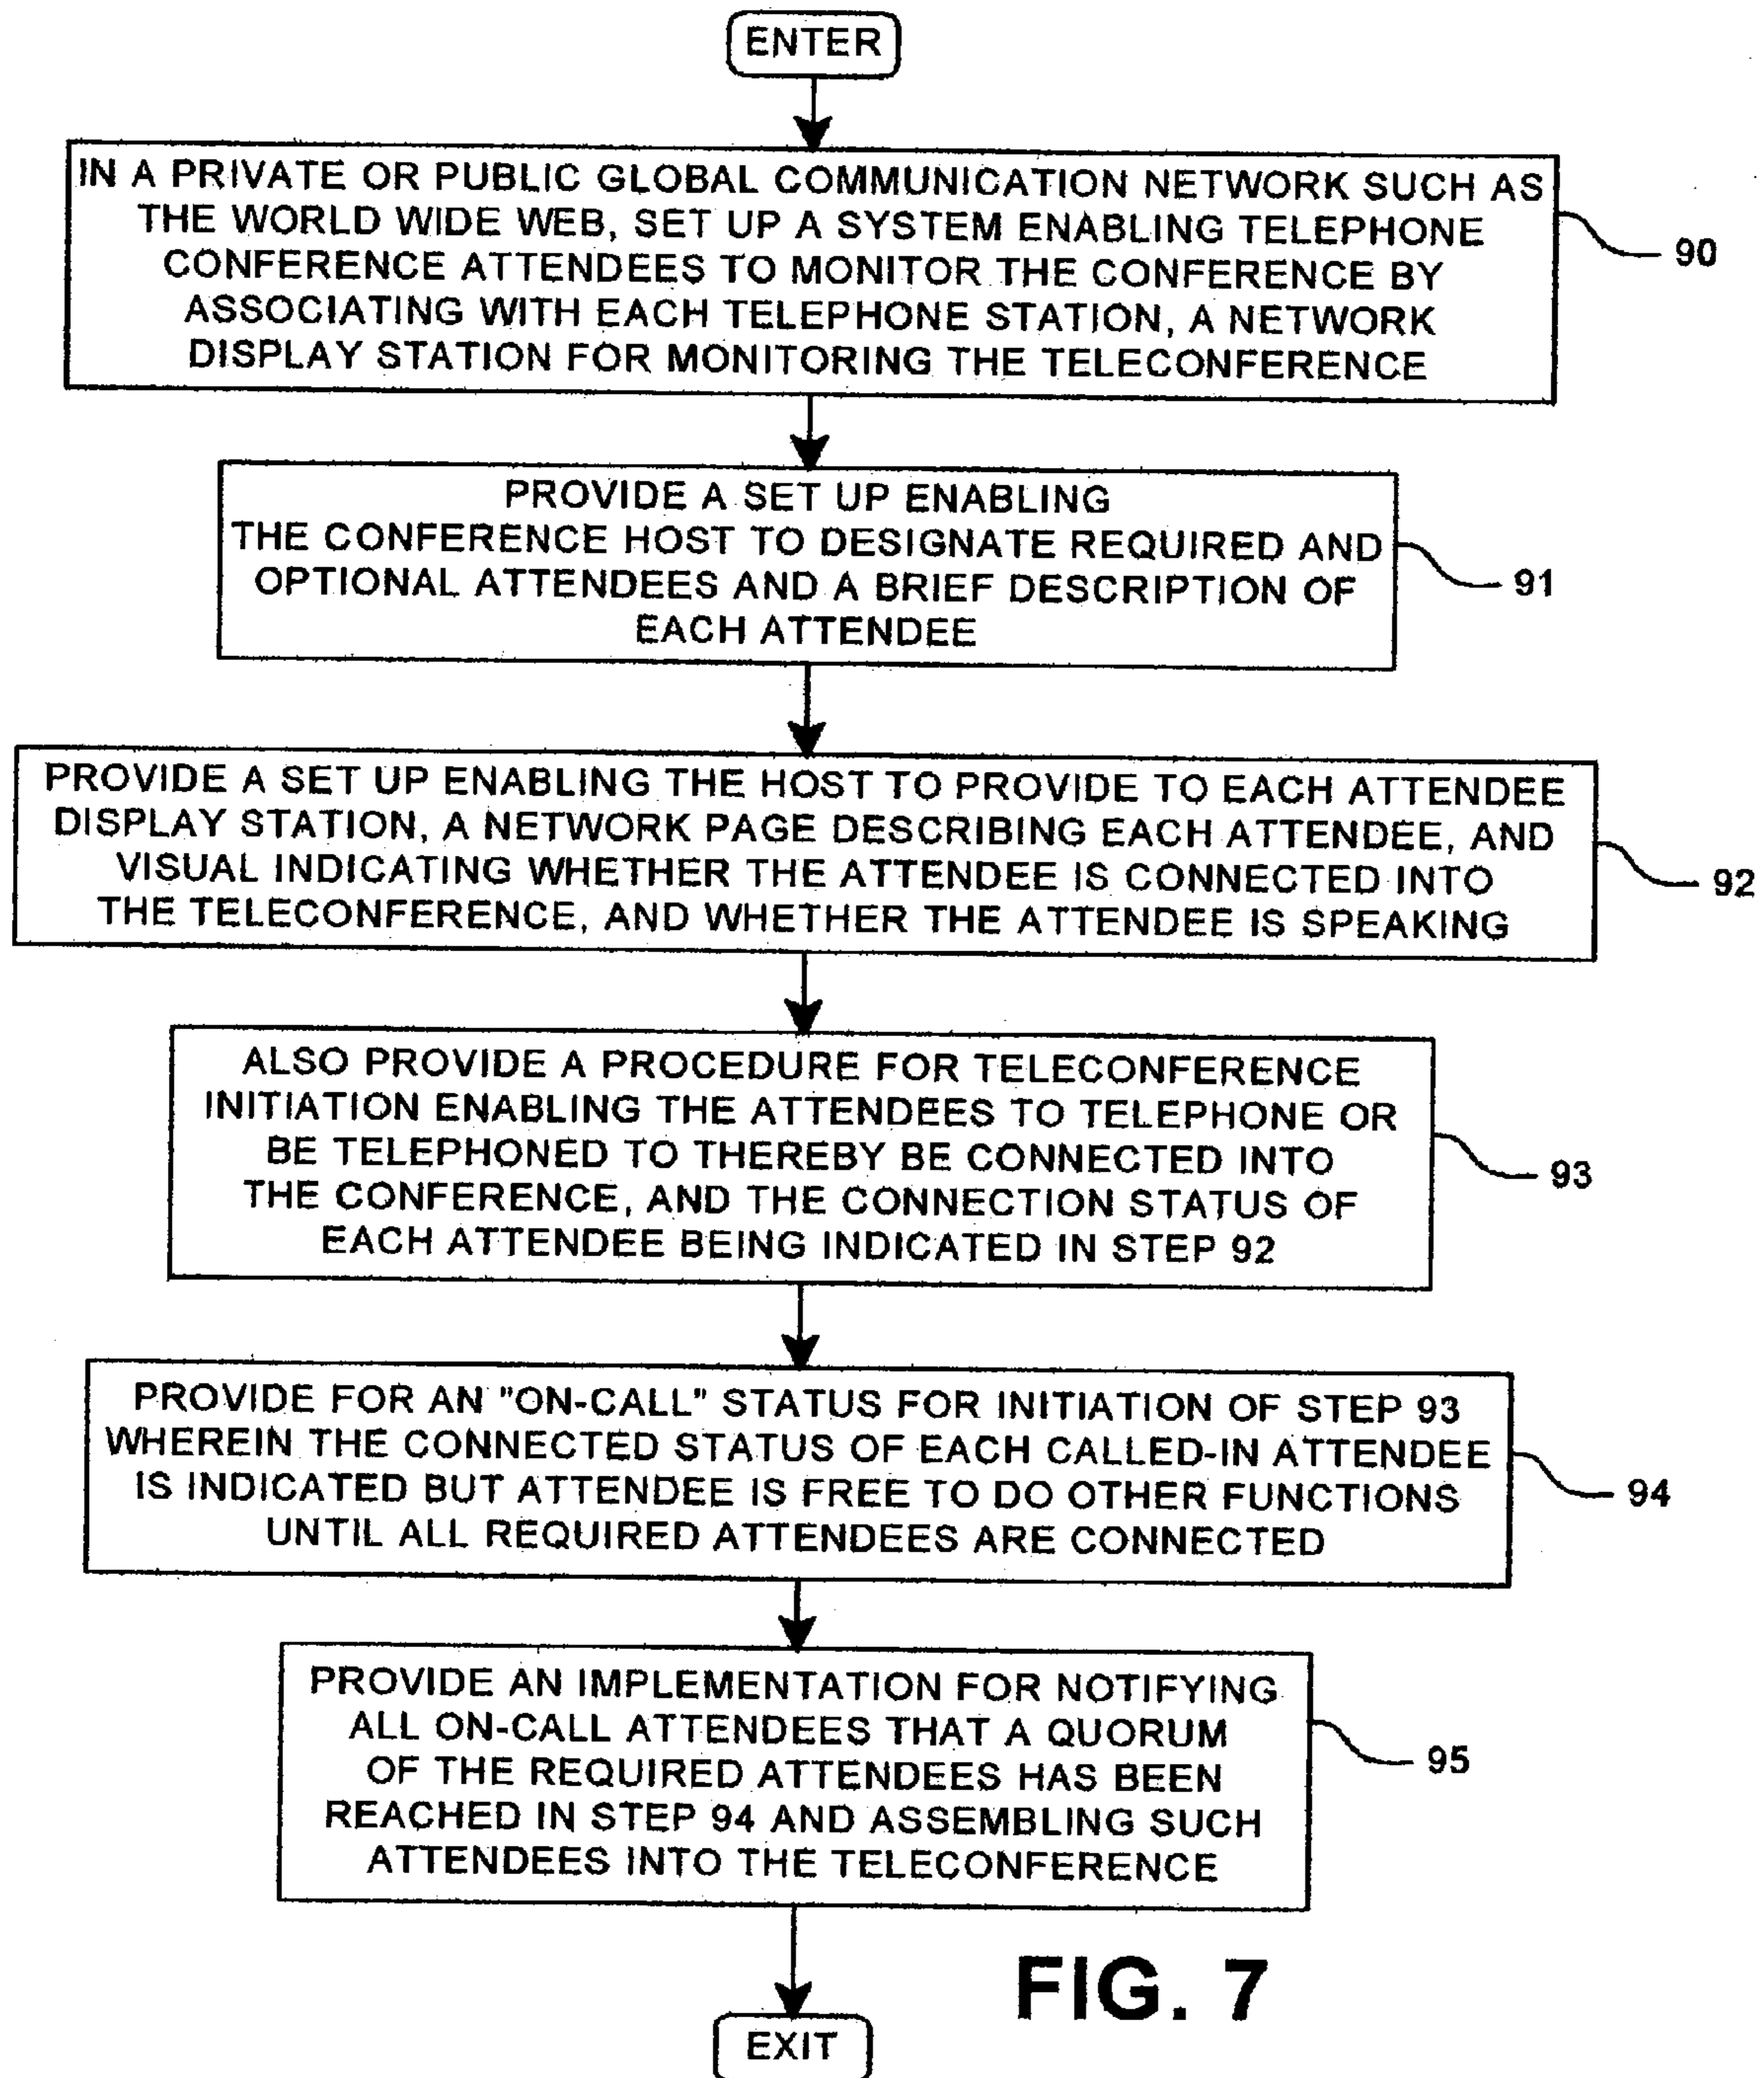 ENTER
IN A PRIVATE OR PUBLIC GLOBAL COMMUNICATION NETWORK SUCH AS
THE WORLD WIDE WEB, SET UP A SYSTEM ENABLING TELEPHONE
CONFERENCE ATTENDEES TO MONITOR THE CONFERENCE BY
ASSOCIATING WITH EACH TELEPHONE STATION, A NETWORK
DISPLAY STATION FOR MONITORING THE TELECONFERENCE
90
PROVIDE A SET UP ENABLING
THE CONFERENCE HOST TO DESIGNATE REQUIRED AND
OPTIONAL ATTENDEES AND A BRIEF DESCRIPTION OF
EACH ATTENDEE
91
PROVIDE A SET UP ENABLING THE HOST TO PROVIDE TO EACH ATTENDEE
DISPLAY STATION, A NETWORK PAGE DESCRIBING EACH ATTENDEE, AND
VISUAL INDICATING WHETHER THE ATTENDEE IS CONNECTED INTO
THE TELECONFERENCE, AND WHETHER THE ATTENDEE IS SPEAKING
92
ALSO PROVIDE A PROCEDURE FOR TELECONFERENCE
INITIATION ENABLING THE ATTENDEES TO TELEPHONE OR
BE TELEPHONED TO THEREBY BE CONNECTED INTO
THE CONFERENCE, AND THE CONNECTION STATUS OF
EACH ATTENDEE BEING INDICATED IN STEP 92
93
PROVIDE FOR AN "ON-CALL" STATUS FOR INITIATION OF STEP 93
WHEREIN THE CONNECTED STATUS OF EACH CALLED-IN ATTENDEE
IS INDICATED BUT ATTENDEE IS FREE TO DO OTHER FUNCTIONS
UNTIL ALL REQUIRED ATTENDEES ARE CONNECTED
94
PROVIDE AN IMPLEMENTATION FOR NOTIFYING
ALL ON-CALL ATTENDEES THAT A QUORUM
OF THE REQUIRED ATTENDEES HAS BEEN
REACHED IN STEP 94 AND ASSEMBLING SUCH
ATTENDEES INTO THE TELECONFERENCE
95
FIG. 7
EXIT